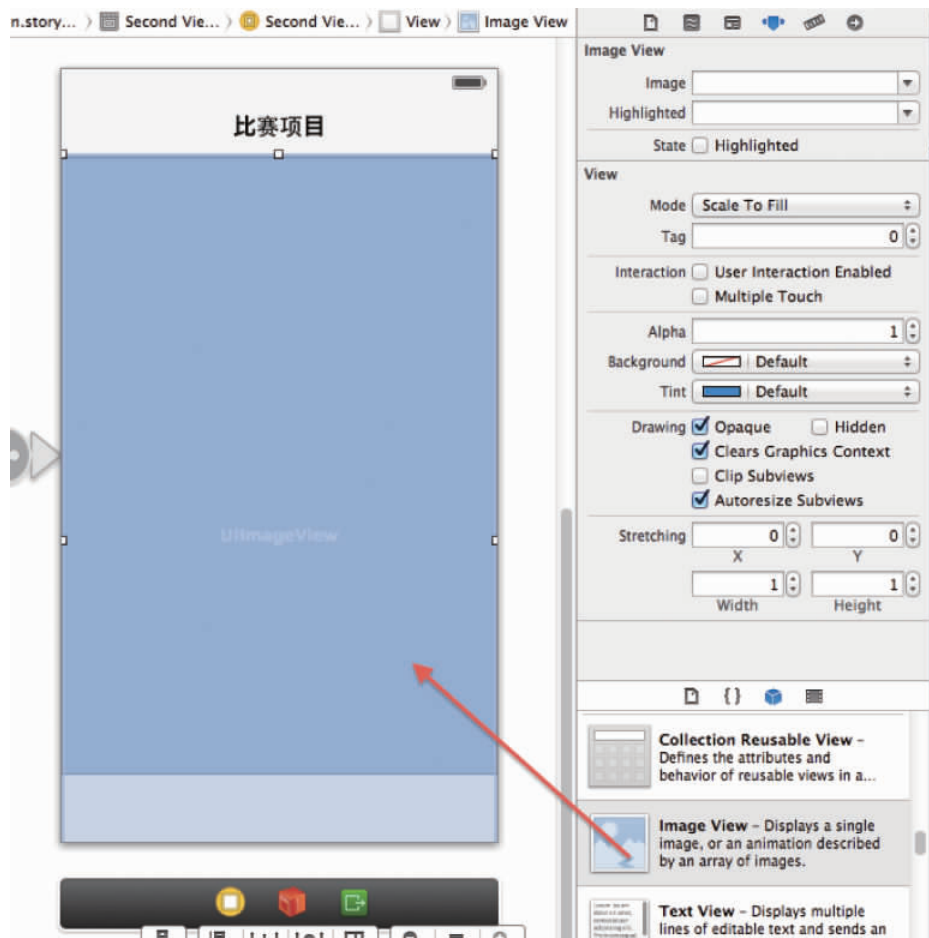 n.story... 〉 Second Vie... 〉 Second Vie... 〉 View 〉 Image View
比赛项目
UIImageView
Image View
Image
Highlighted
State Highlighted
View
Mode Scale To Fill
Tag 0
Interaction User Interaction Enabled
Multiple Touch
Alpha 1
Background Default
Tint Default
Drawing Opaque Hidden
Clears Graphics Context
Clip Subviews
Autoresize Subviews
Stretching 0 0
X Y
1 1
Width Height
{}
Collection Reusable View –
Defines the attributes and
behavior of reusable views in a...
Image View – Displays a single
image, or an animation described
by an array of images.
Text View – Displays multiple
lines of editable text and sends an